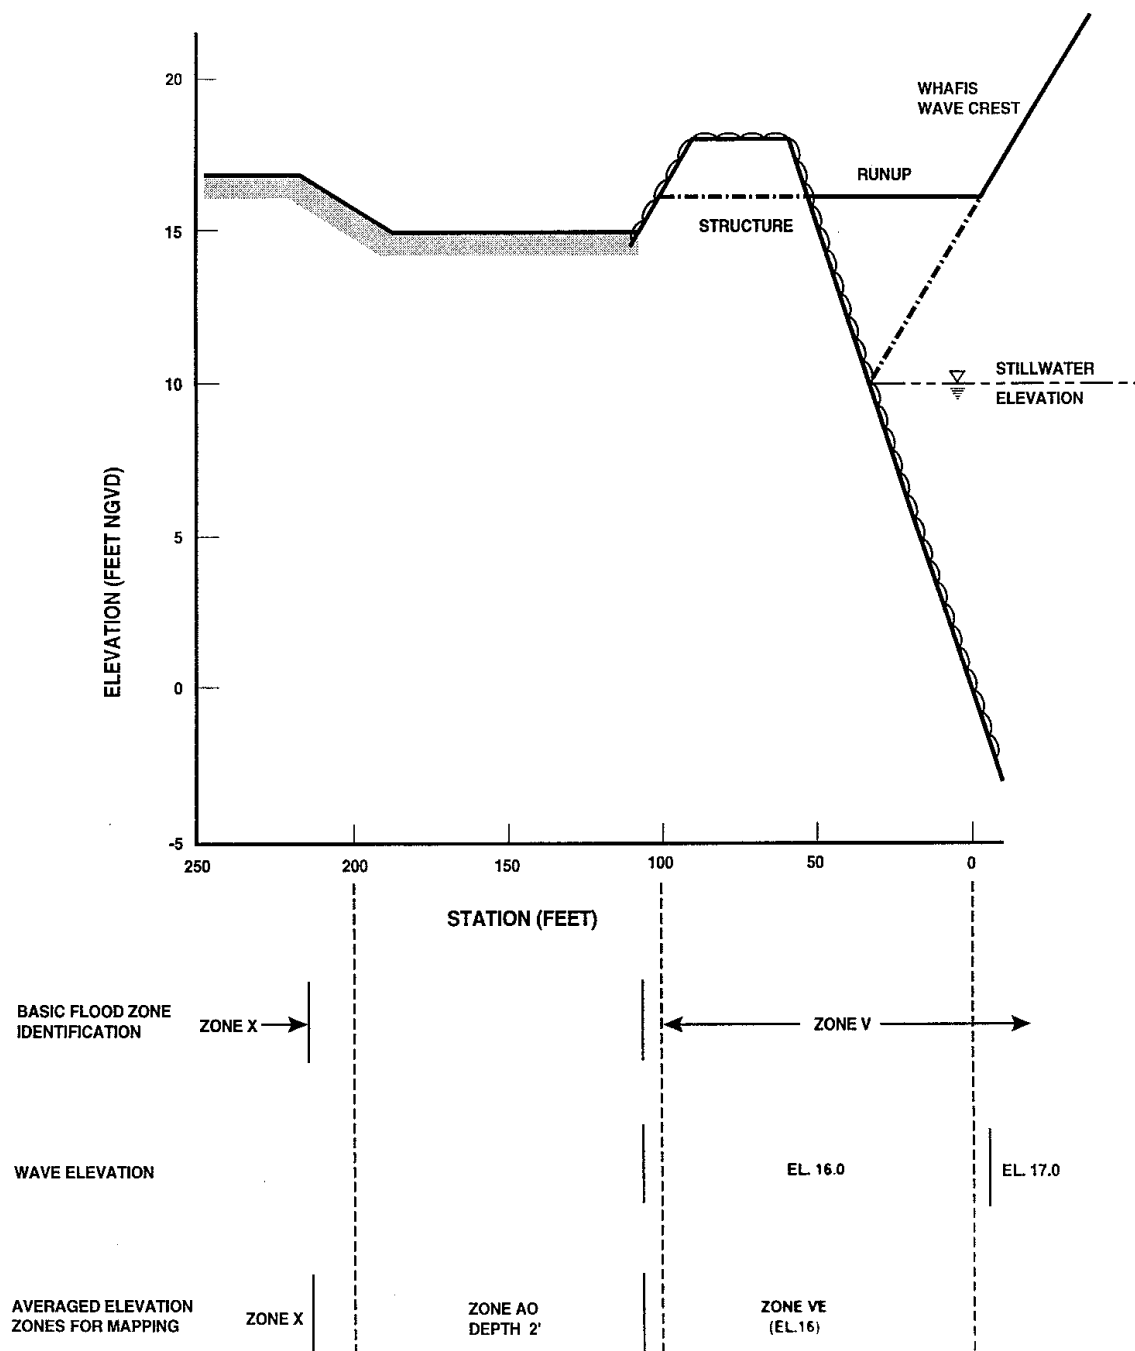 20
15
10
5
0
-5
ELEVATION (FEET NGVD)
WHAFIS
WAVE CREST
RUNUP
STRUCTURE
STILLWATER
ELEVATION
250
200
150
100
50
0
STATION (FEET)
BASIC FLOOD ZONE
IDENTIFICATION
ZONE X
ZONE V
WAVE ELEVATION
EL. 16.0
EL. 17.0
AVERAGED ELEVATION
ZONES FOR MAPPING
ZONE X
ZONE AO
DEPTH 2'
ZONE VE
(EL.16)